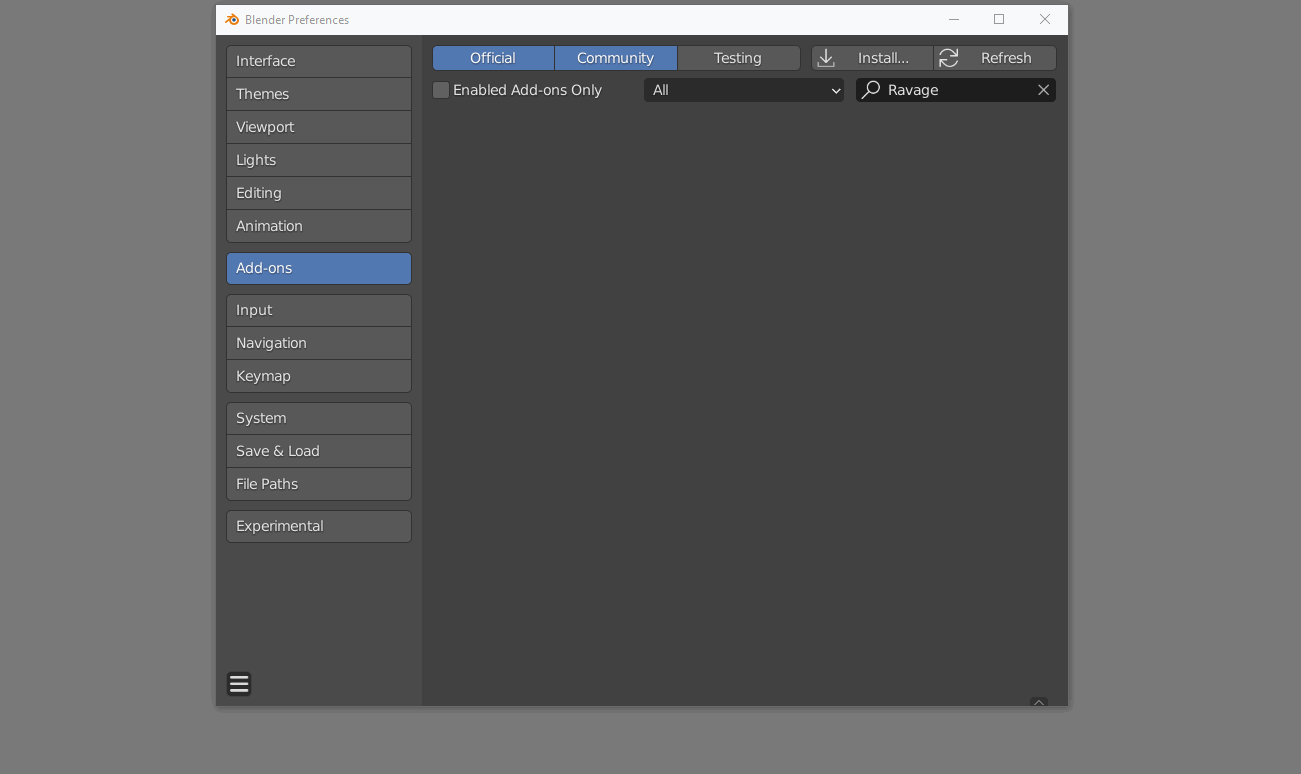 Blender Preferences
Interface
Themes
Viewport
Lights
Editing
Animation
Add-ons
Input
Navigation
Keymap
System
Save & Load
File Paths
Experimental
Official Community Testing Install... Refresh
Enabled Add-ons Only All Ravage